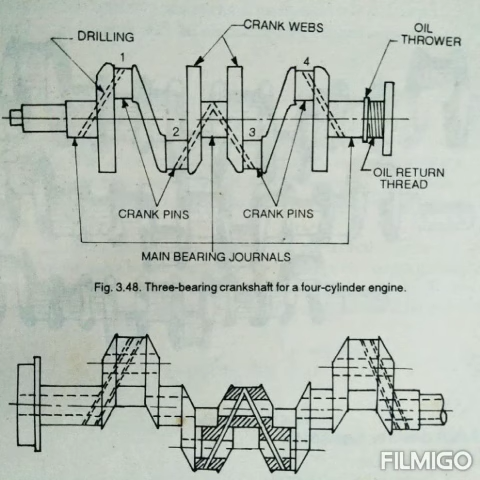 DRILLING
1
CRANK WEBS
4
OIL
THROWER
2
3
OIL RETURN
THREAD
CRANK PINS
CRANK PINS
MAIN BEARING JOURNALS
Fig. 3.48. Three-bearing crankshaft for a four-cylinder engine.
FILMIGO